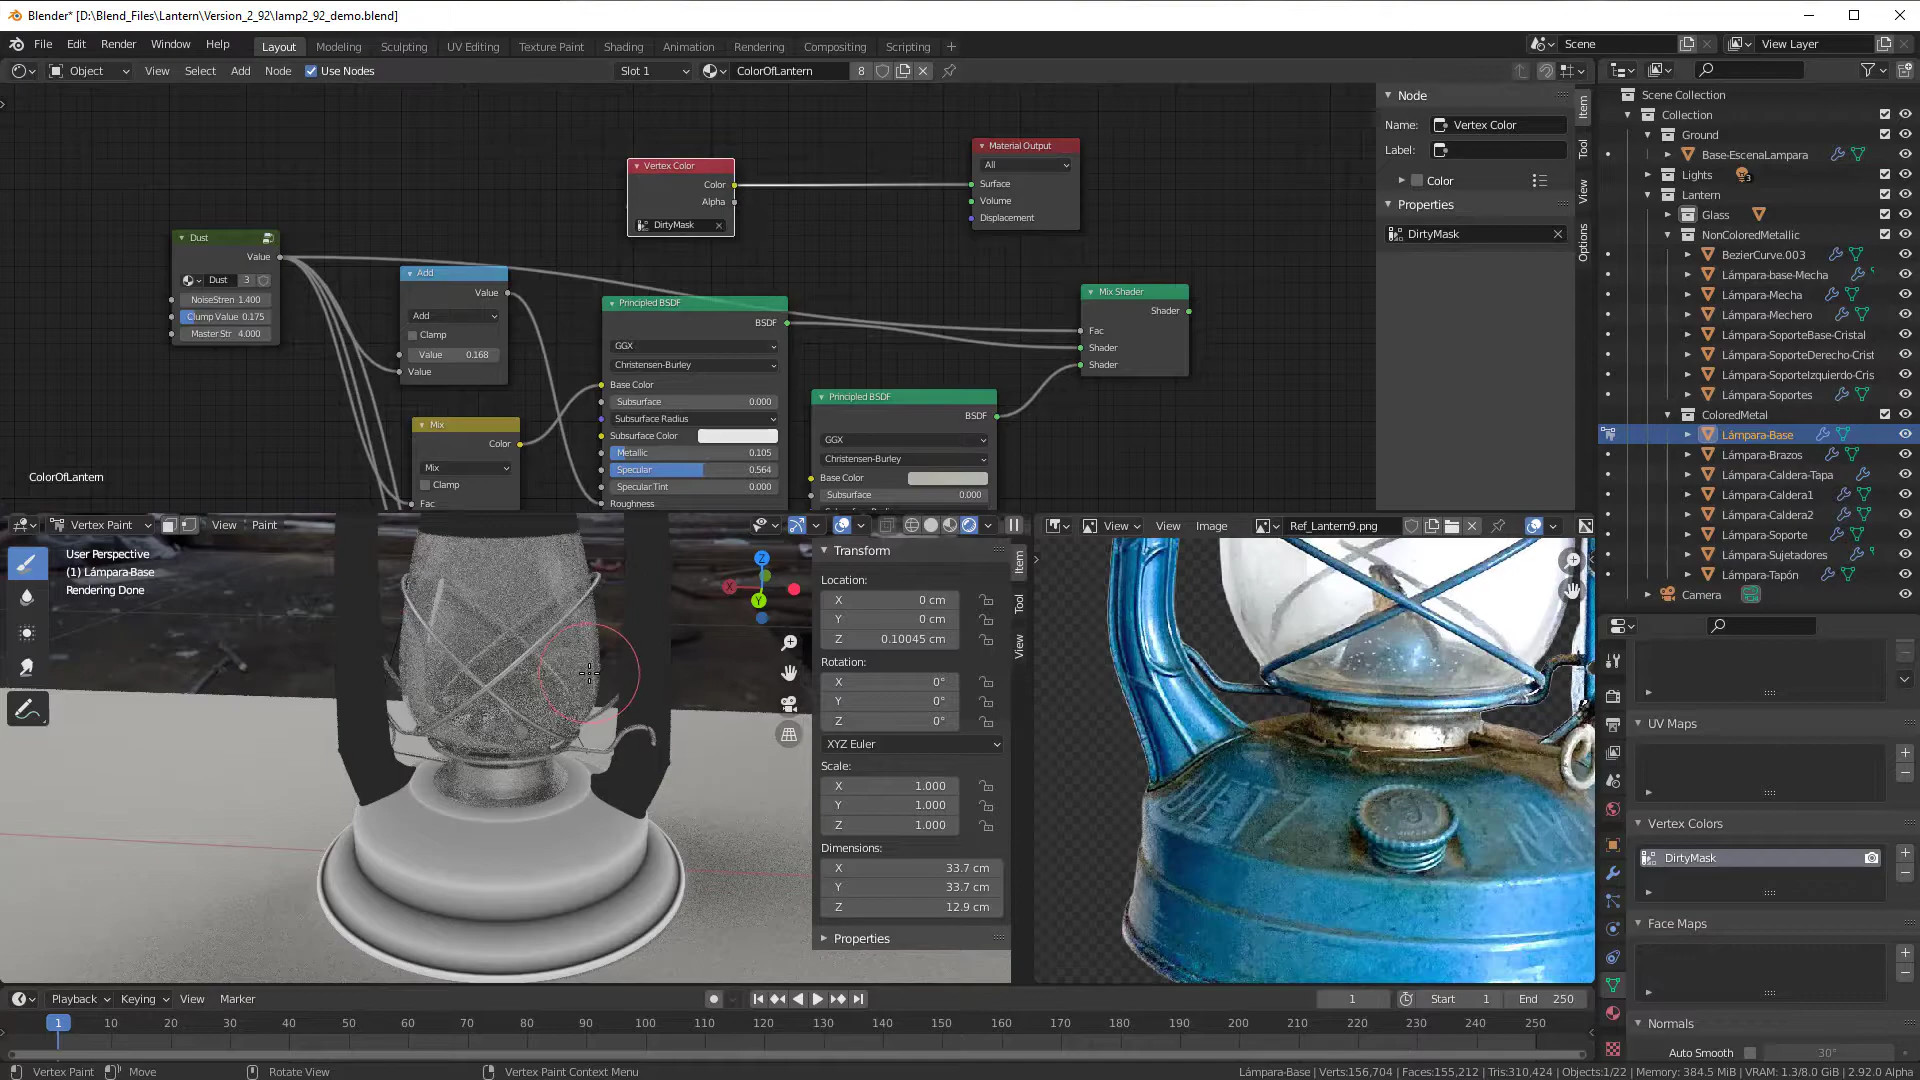 Blender* [D:\Blend_Files\Lantern\Version_2_92\lamp2_92_demo.blend]
File Edit Render Window Help
Layout Modeling Sculpting UV Editing Texture Paint Shading Animation Rendering Compositing Scripting +
Scene View Layer
Object View Select Add Node Use Nodes Slot 1 ColorOfLantern 8
Vertex Color
Color
Alpha
DirtyMask
Material Output
All
Surface
Volume
Displacement
Dust
Value
Dust 3
NoiseStren 1.400
Clump Value 0.175
Master Str 4.000
Add
Value
Add
Clamp
Value 0.168
Value
Mix
Color
Mix
Clamp
Fac
Principled BSDF
BSDF
GGX
Christensen-Burley
Base Color
Subsurface 0.000
Subsurface Radius
Subsurface Color
Metallic 0.105
Specular 0.564
Specular Tint 0.000
Roughness
Principled BSDF
BSDF
GGX
Christensen-Burley
Base Color
Subsurface 0.000
Mix Shader
Shader
Fac
Shader
Shader
ColorOfLantern
Node
Name: Vertex Color
Label:
Color
Properties
DirtyMask
Item
Tool
View
Options
Scene Collection
Collection
Ground
Base-EscenaLampara
Lights 3
Lantern
Glass
NonColoredMetallic
BezierCurve.003
Lámpara-base-Mecha
Lámpara-Mecha
Lámpara-Mechero
Lámpara-SoporteBase-Cristal
Lámpara-SoporteDerecho-Crist
Lámpara-SoporteIzquierdo-Cris
Lámpara-Soportes
ColoredMetal
Lámpara-Base
Lámpara-Brazos
Lámpara-Caldera-Tapa
Lámpara-Caldera1
Lámpara-Caldera2
Lámpara-Soporte
Lámpara-Sujetadores
Lámpara-Tapón
Camera
Vertex Paint View Paint
User Perspective
(1) Lámpara-Base
Rendering Done
Z
X
Y
Transform
Location:
X 0 cm
Y 0 cm
Z 0.10045 cm
Rotation:
X 0°
Y 0°
Z 0°
XYZ Euler
Scale:
X 1.000
Y 1.000
Z 1.000
Dimensions:
X 33.7 cm
Y 33.7 cm
Z 12.9 cm
Properties
Item
Tool
View
View View Image Ref_Lantern9.png
UV Maps
Vertex Colors
DirtyMask
Face Maps
Normals
Auto Smooth 30°
Playback Keying View Marker 1 Start 1 End 250
1 10 20 30 40 50 60 70 80 90 100 110 120 130 140 150 160 170 180 190 200 210 220 230 240 250
Vertex Paint Move Rotate View Vertex Paint Context Menu
Lámpara-Base | Verts:156,704 | Faces:155,212 | Tris:310,424 | Objects:1/22 | Memory: 384.5 MiB | VRAM: 1.3/8.0 GiB | 2.92.0 Alpha